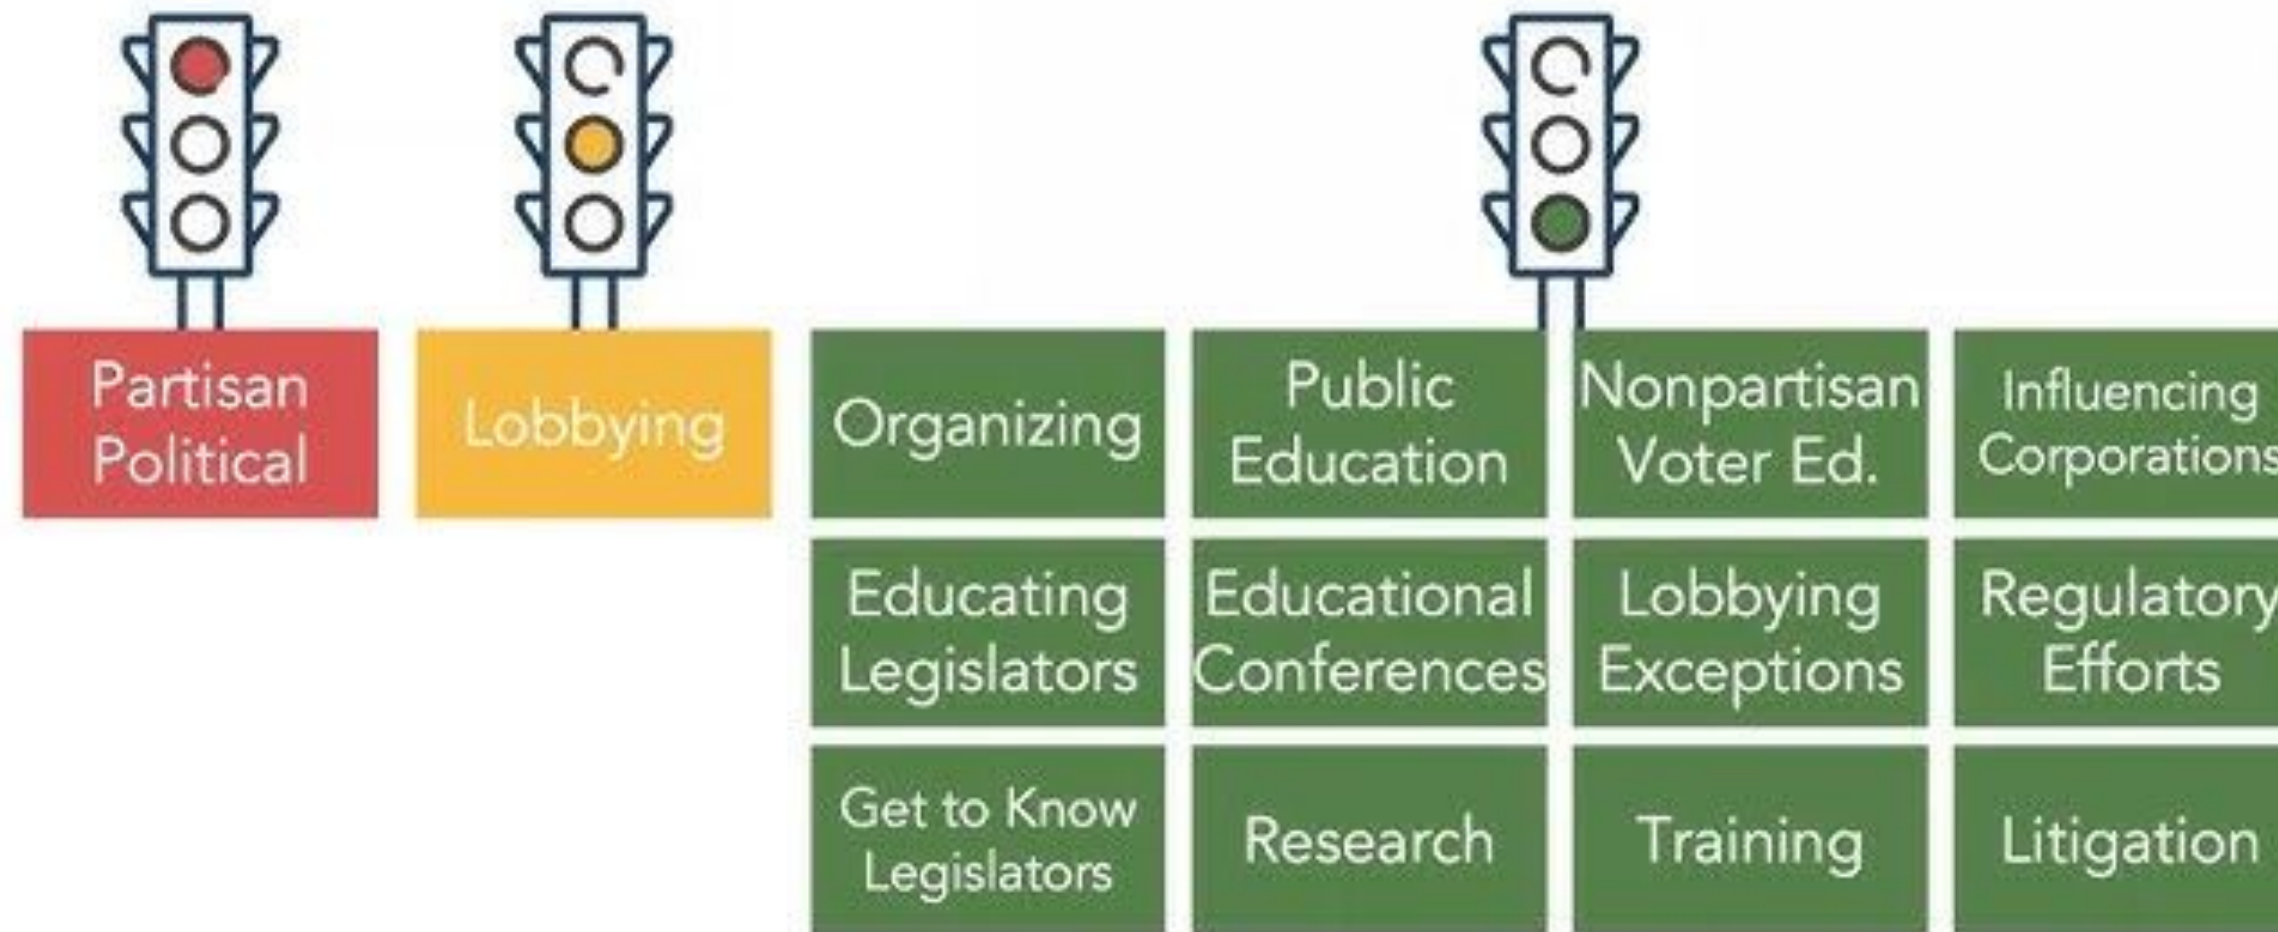 Partisan
Political
Lobbying
Organizing
Public
Education
Nonpartisan
Voter Ed.
Influencing
Corporations
Educating
Legislators
Educational
Conferences
Lobbying
Exceptions
Regulatory
Efforts
Get to Know
Legislators
Research
Training
Litigation